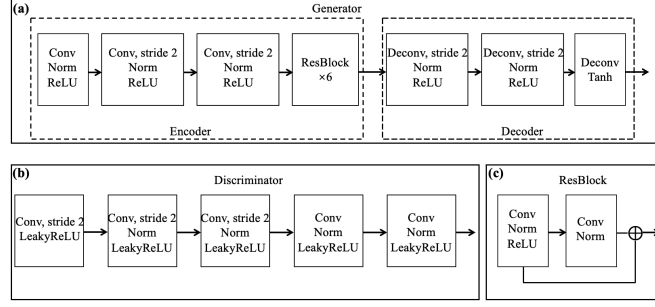 (a)
Generator
Conv
Norm
ReLU
Conv, stride 2
Norm
ReLU
Conv, stride 2
Norm
ReLU
ResBlock
×6
Deconv, stride 2
Norm
ReLU
Deconv, stride 2
Norm
ReLU
Deconv
Tanh
Encoder
Decoder
(b)
Discriminator
Conv, stride 2
LeakyReLU
Conv, stride 2
Norm
LeakyReLU
Conv, stride 2
Norm
LeakyReLU
Conv
Norm
LeakyReLU
Conv
Norm
LeakyReLU
(c)
ResBlock
Conv
Norm
ReLU
Conv
Norm